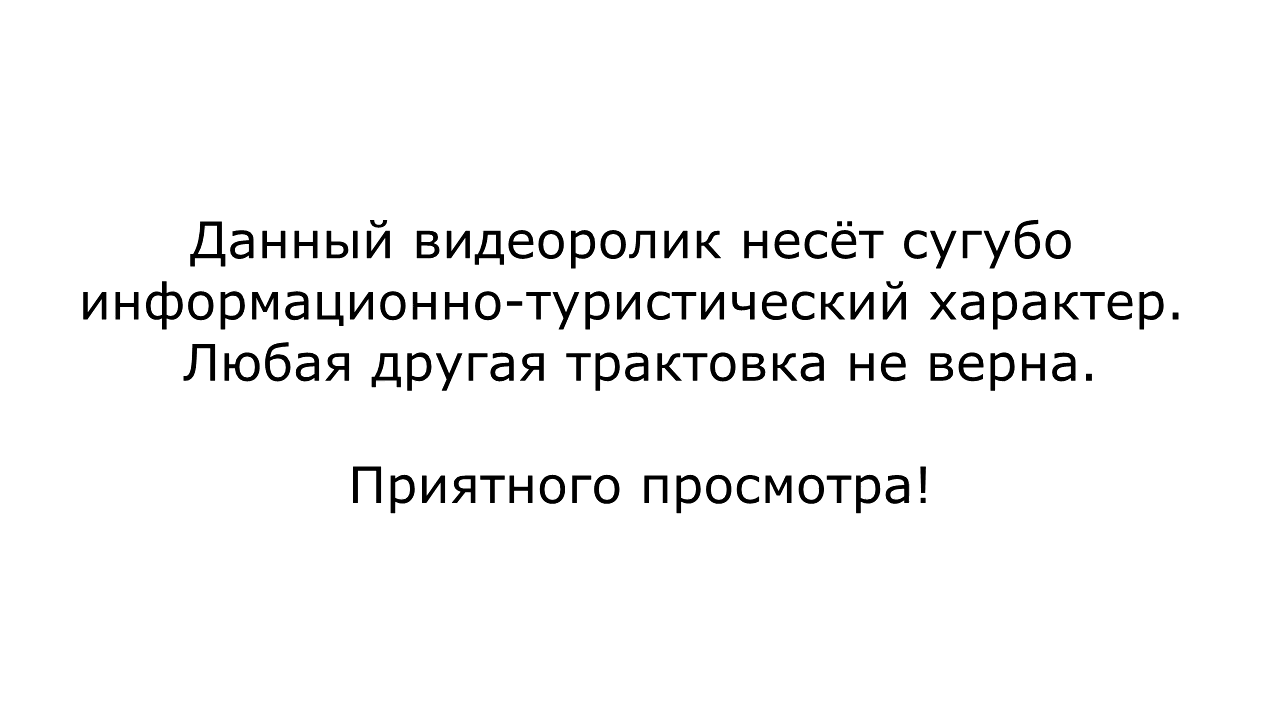 Данный видеоролик несёт сугубо
информационно-туристический характер.
Любая другая трактовка не верна.
Приятного просмотра!